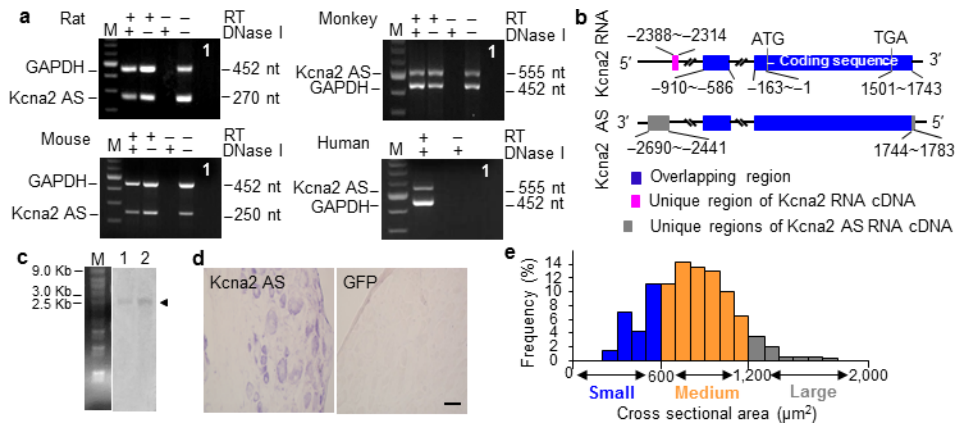 a
Rat + + – – RT
M + – + – DNase I
1
GAPDH 452 nt
Kcna2 AS 270 nt
Monkey + + – – RT
M + – + – DNase I
1
Kcna2 AS 555 nt
GAPDH 452 nt
Mouse + + – – RT
M + – + – DNase I
1
GAPDH 452 nt
Kcna2 AS 250 nt
Human + – RT
M + + DNase I
1
Kcna2 AS 555 nt
GAPDH 452 nt
b
Kcna2 RNA
−2388~−2314
ATG
TGA
5′ Coding sequence 3′
−910~−586
−163~−1
1501~1743
Kcna2 AS
3′ 5′
−2690~−2441
1744~1783
Overlapping region
Unique region of Kcna2 RNA cDNA
Unique regions of Kcna2 AS RNA cDNA
c
M 1 2
9.0 Kb
3.0 Kb
2.5 Kb
d
Kcna2 AS
GFP
e
Frequency (%)
14
12
10
8
6
4
2
0
0 600 1,200 2,000
Small Medium Large
Cross sectional area (µm²)